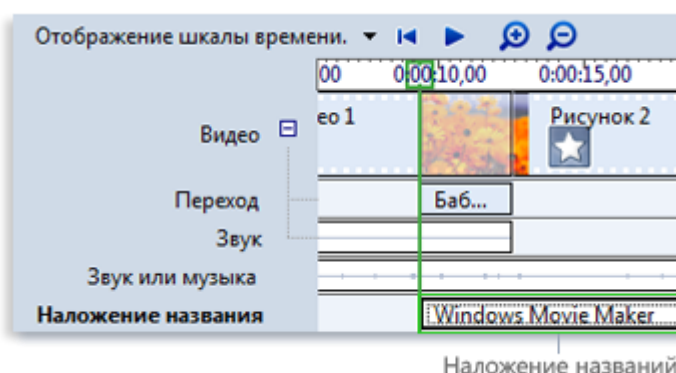 Отображение шкалы времени.
00 0:00:10,00 0:00:15,00
Видео ео 1 Рисунок 2
Переход Баб...
Звук
Звук или музыка
Наложение названия Windows Movie Maker
Наложение названий